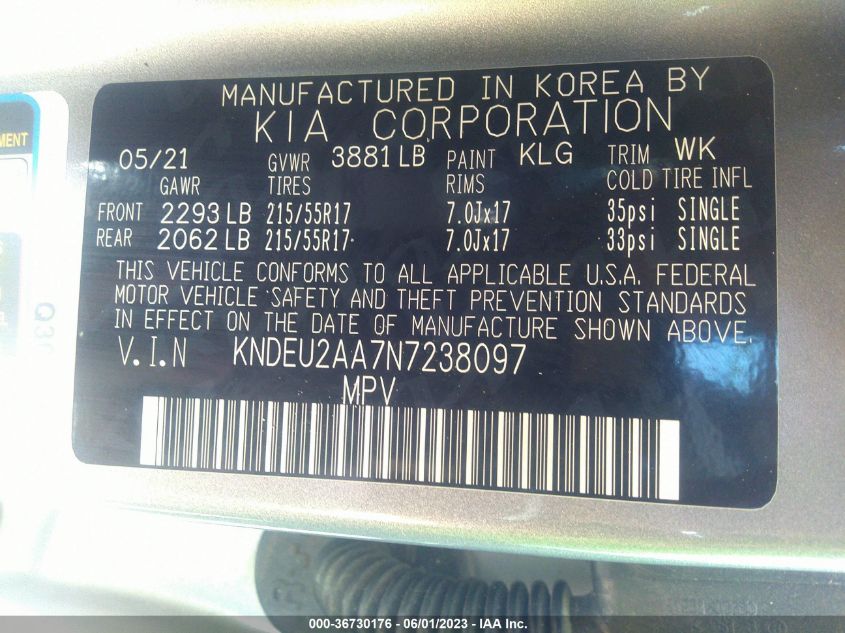 MENT
MANUFACTURED IN KOREA BY
KIA CORPORATION
05/21 GVWR 3881 LB PAINT KLG TRIM WK
GAWR TIRES RIMS COLD TIRE INFL
FRONT 2293 LB 215/55R17 7.0Jx17 35psi SINGLE
REAR 2062 LB 215/55R17 7.0Jx17 33psi SINGLE
THIS VEHICLE CONFORMS TO ALL APPLICABLE U.S.A. FEDERAL
MOTOR VEHICLE SAFETY AND THEFT PREVENTION STANDARDS
IN EFFECT ON THE DATE OF MANUFACTURE SHOWN ABOVE.
V.I.N KNDEU2AA7N7238097
MPV
000-36730176 - 06/01/2023 - IAA Inc.